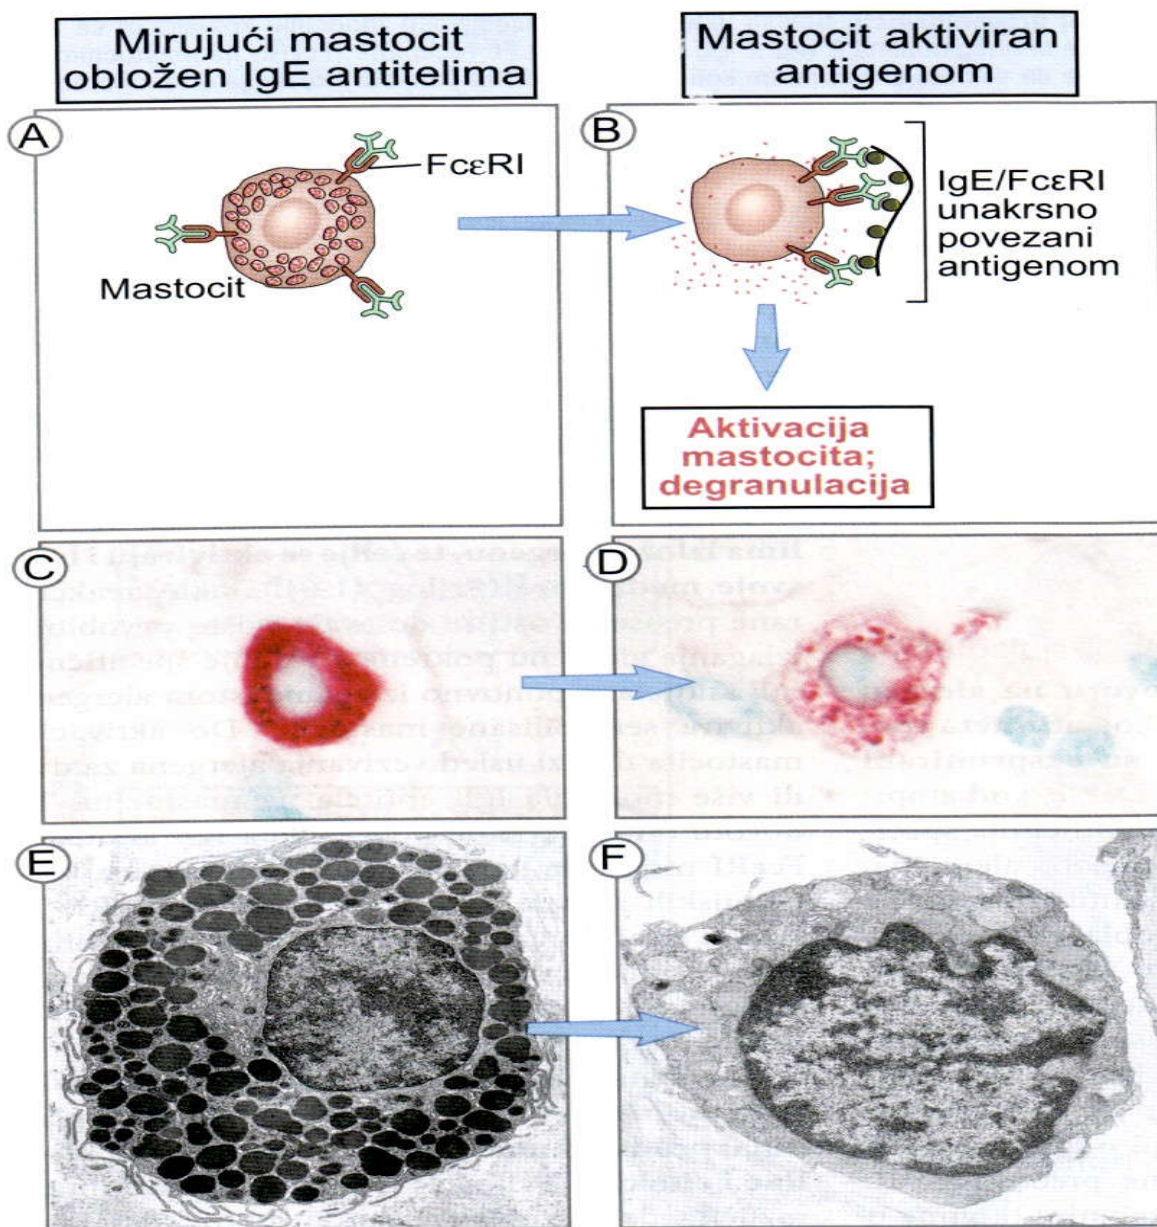 Mirujući mastocit
obložen IgE antitelima
Mastocit aktiviran
antigenom
A
FcεRI
Mastocit
B
IgE/FcεRI
unakrsno
povezani
antigenom
Aktivacija
mastocita;
degranulacija
C
D
E
F